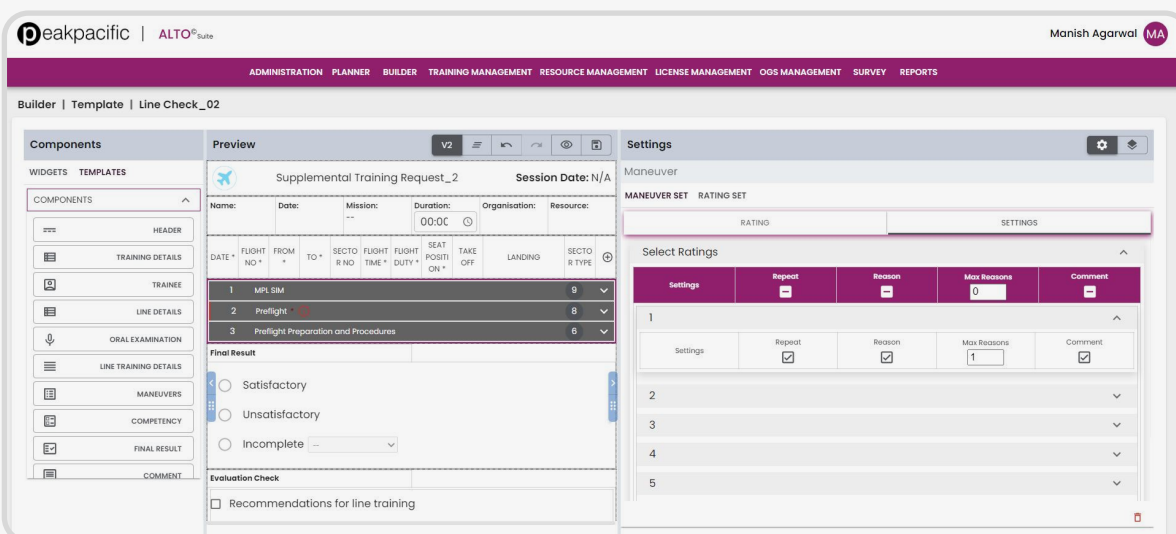 peakpacific | ALTO© Suite
Manish Agarwal MA
ADMINISTRATION PLANNER BUILDER TRAINING MANAGEMENT RESOURCE MANAGEMENT LICENSE MANAGEMENT OGS MANAGEMENT SURVEY REPORTS
Builder | Template | Line Check_02
Components
WIDGETS TEMPLATES
COMPONENTS
HEADER
TRAINING DETAILS
TRAINEE
LINE DETAILS
ORAL EXAMINATION
LINE TRAINING DETAILS
MANEUVERS
COMPETENCY
FINAL RESULT
COMMENT
Preview V2
Supplemental Training Request_2 Session Date: N/A
Name: Date: Mission: Duration: Organisation: Resource:
-- 00:00
DATE * FLIGHT NO * FROM * TO * SECTO R NO FLIGHT TIME * FLIGHT DUTY * SEAT POSITI ON * TAKE OFF LANDING SECTO R TYPE
1 MPL SIM 9
2 Preflight * 8
3 Preflight Preparation and Procedures 6
Final Result
Satisfactory
Unsatisfactory
Incomplete --
Evaluation Check
Recommendations for line training
Settings
Maneuver
MANEUVER SET RATING SET
RATING SETTINGS
Select Ratings
Settings Repeat Reason Max Reasons Comment
0
1
Settings Repeat Reason Max Reasons Comment
1
2
3
4
5